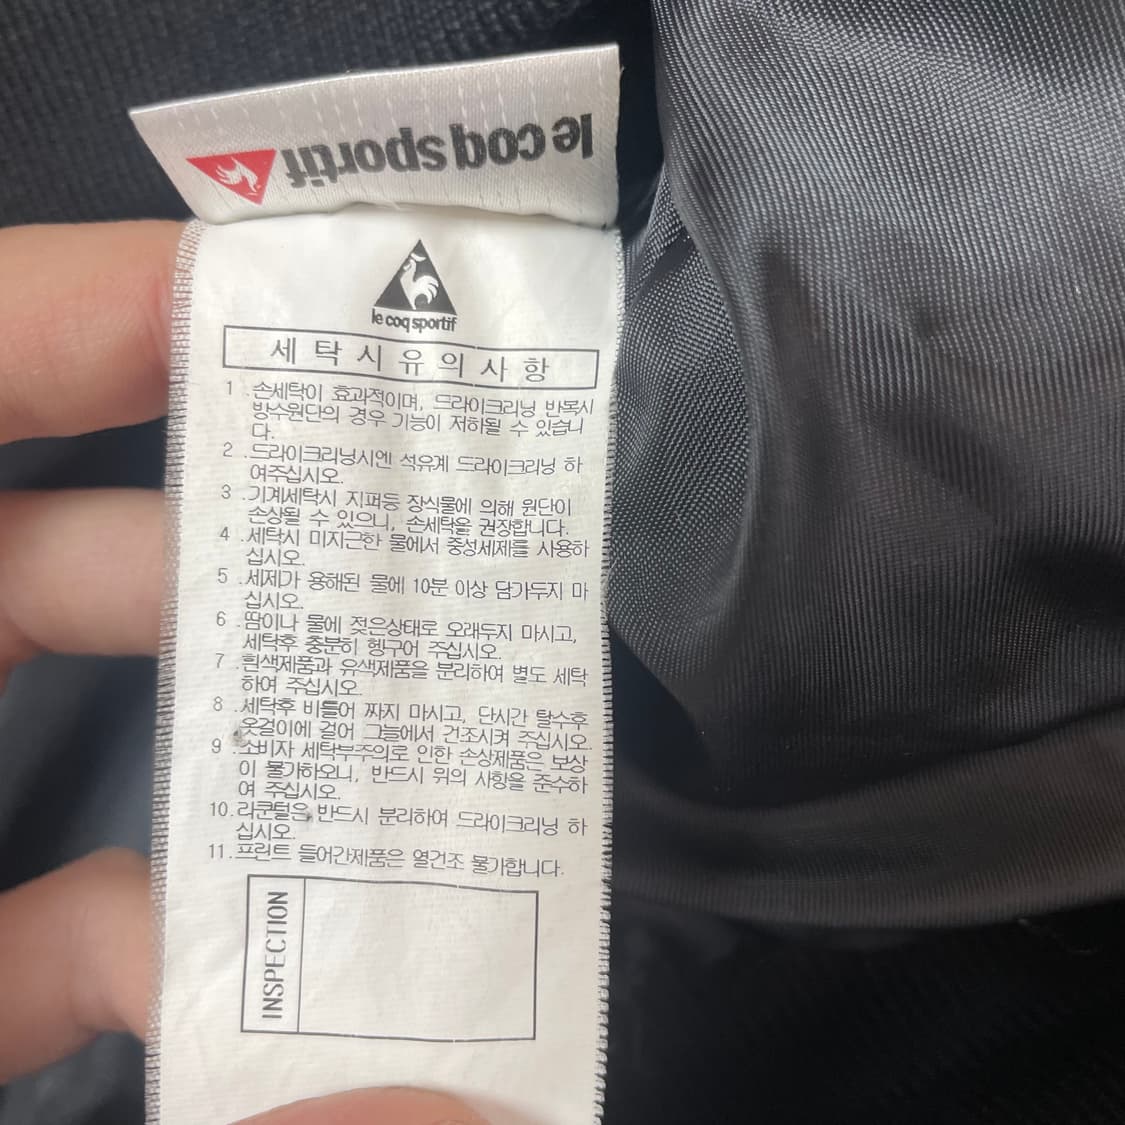 le coq sportif
le coq sportif
세탁시유의사항
1. 손세탁이 효과적이며, 드라이크리닝 반복시
방수원단의 경우 기능이 저하될 수 있습니
다.
2. 드라이크리닝시엔 석유계 드라이크리닝 하
여주십시오.
3. 기계세탁시 지퍼등 장식물에 의해 원단이
손상될 수 있으니, 손세탁을 권장합니다.
4. 세탁시 미지근한 물에서 중성세제를 사용하
십시오.
5. 세제가 용해된 물에 10분 이상 담가두지 마
십시오.
6. 땀이나 물에 젖은상태로 오래두지 마시고,
세탁후 충분히 헹구어 주십시오.
7. 흰색제품과 유색제품을 분리하여 별도 세탁
하여 주십시오.
8. 세탁후 비틀어 짜지 마시고, 단시간 탈수후
옷걸이에 걸어 그늘에서 건조시켜 주십시오.
9. 소비자 세탁부주의로 인한 손상제품은 보상
이 불가하오니, 반드시 위의 사항을 준수하
여 주십시오.
10. 라쿤털은 반드시 분리하여 드라이크리닝 하
십시오.
11. 프린트 들어간제품은 열건조 불가합니다.
INSPECTION